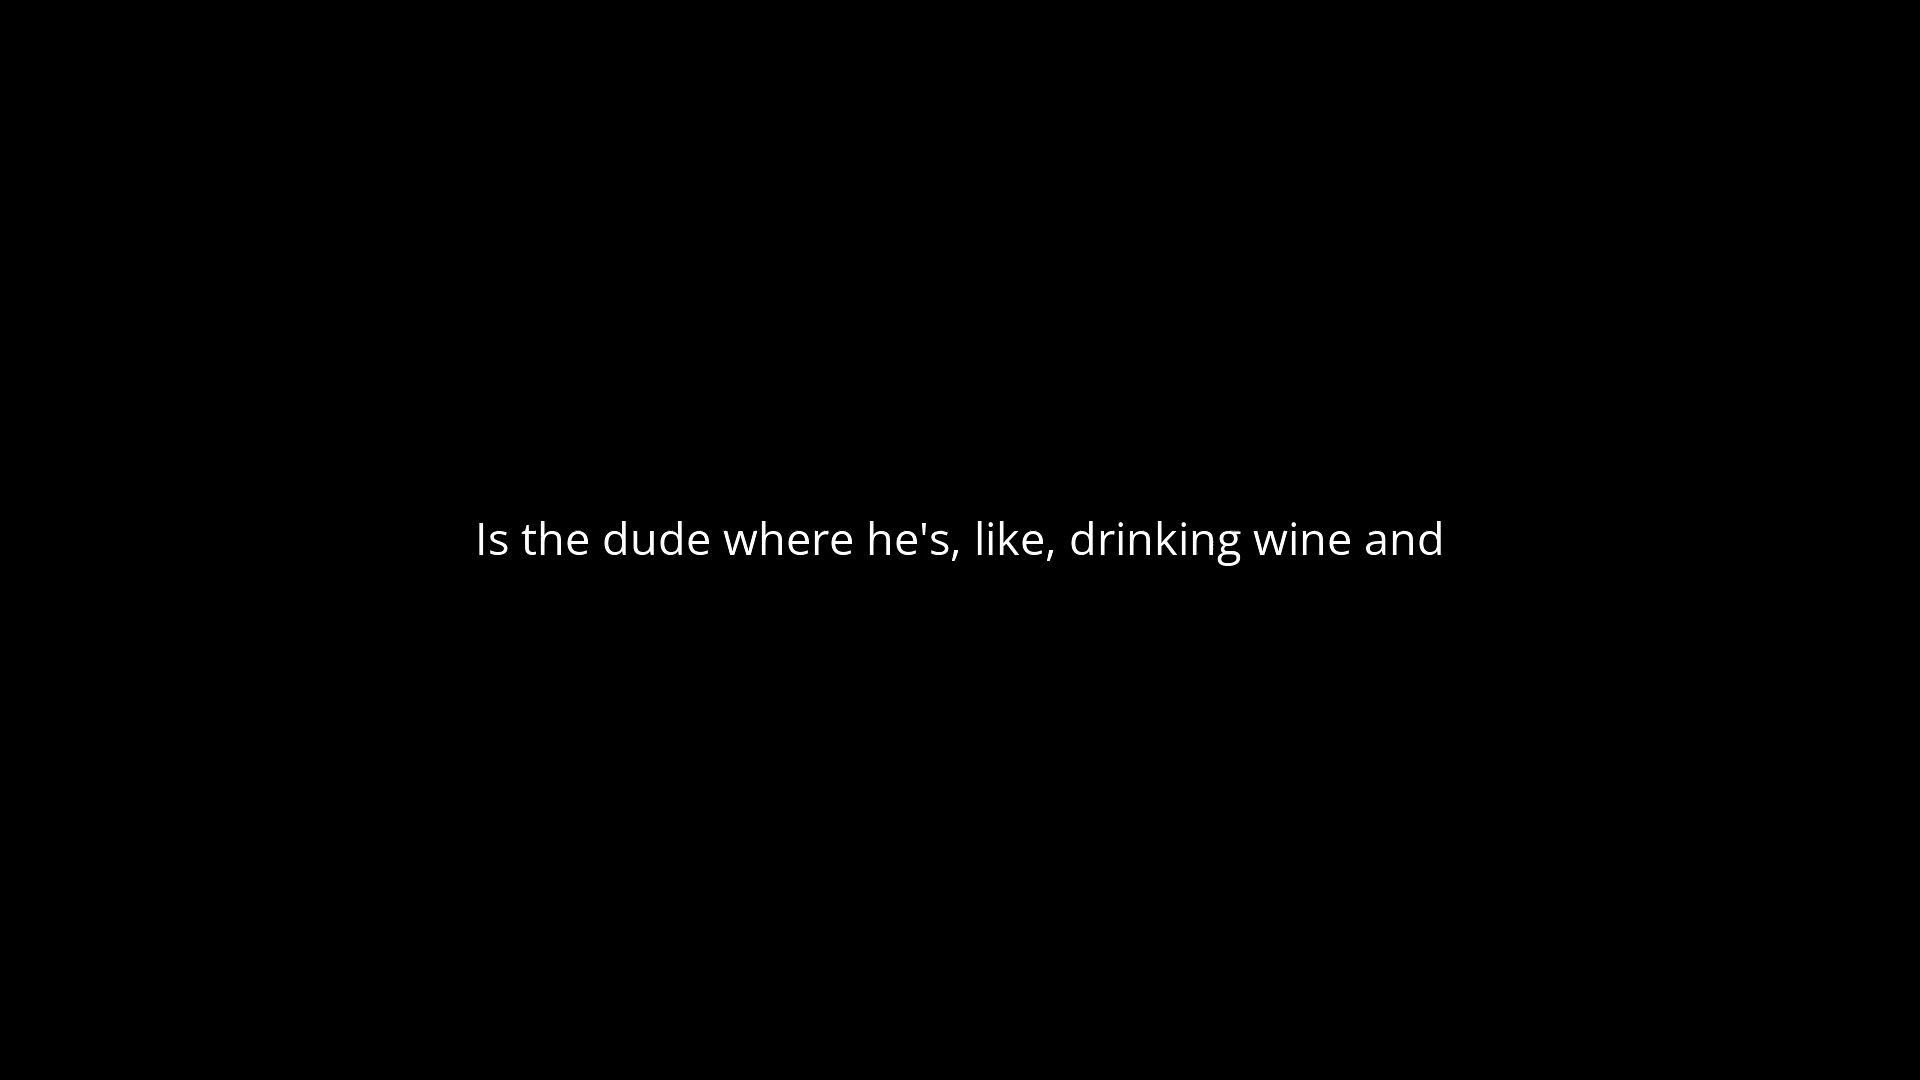 Is the dude where he's, like, drinking wine and